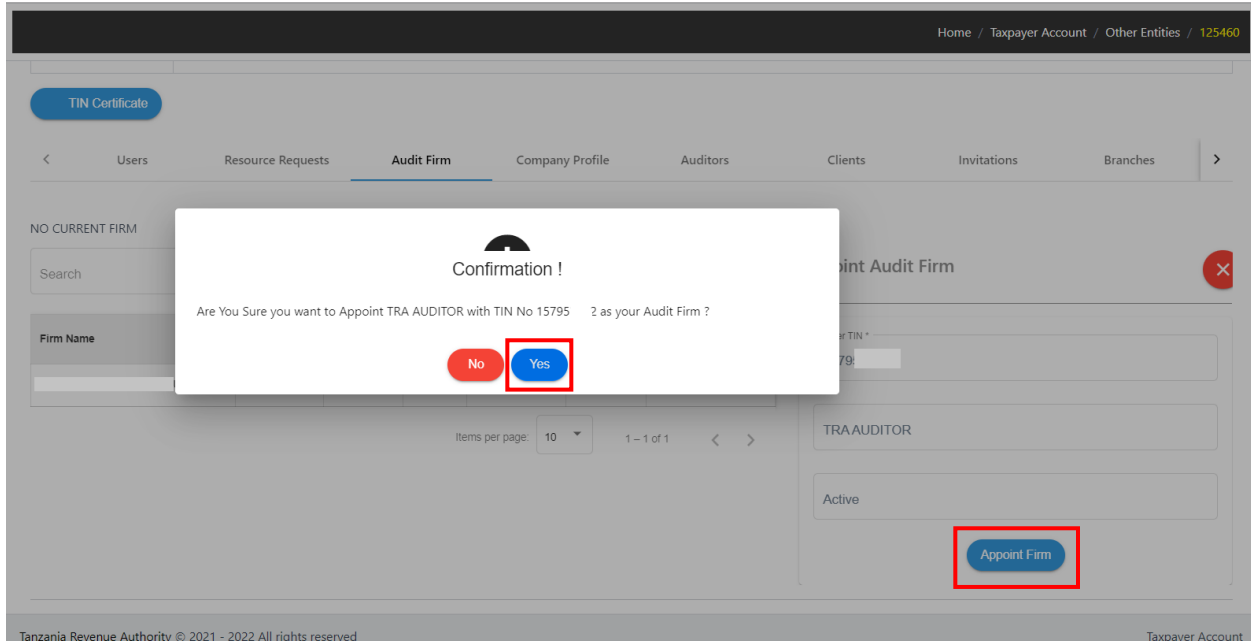 Home / Taxpayer Account / Other Entities / 125460
TIN Certificate
Users Resource Requests Audit Firm Company Profile Auditors Clients Invitations Branches
NO CURRENT FIRM
Search
Firm Name
Confirmation !
Are You Sure you want to Appoint TRA AUDITOR with TIN No 15795 2 as your Audit Firm ?
No Yes
Items per page: 10 1 – 1 of 1
Audit Firm
TIN *
TRA AUDITOR
Active
Appoint Firm
Tanzania Revenue Authority © 2021 - 2022 All rights reserved
Taxpayer Account